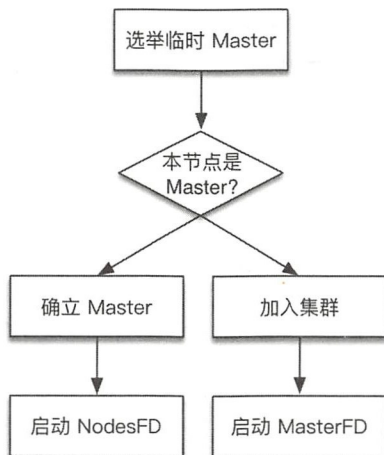 选举临时 Master
本节点是
Master?
确立 Master
加入集群
启动 NodesFD
启动 MasterFD